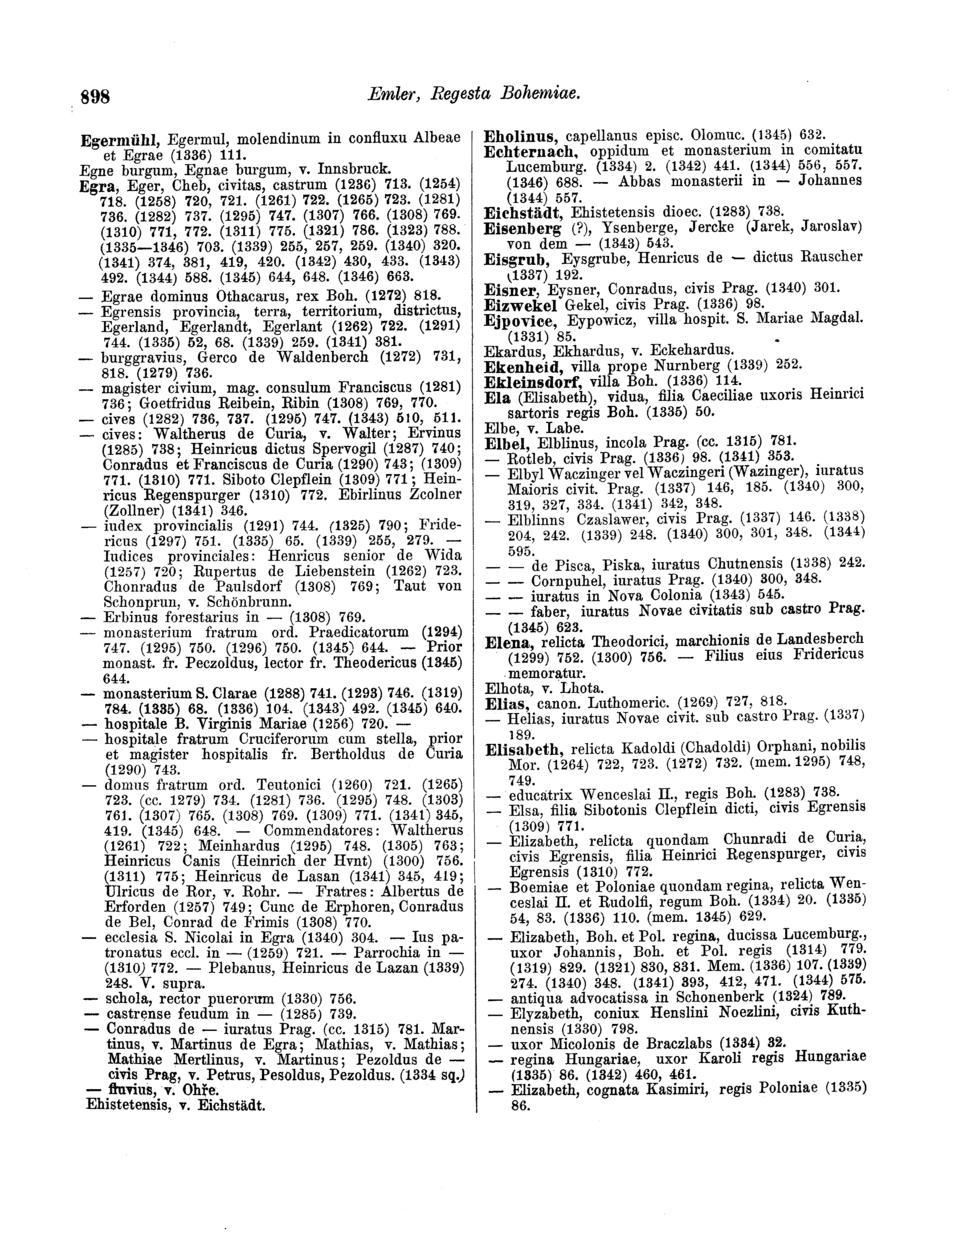 898
Emler, Regesta Bohemiae.
Egermühl, Egermul, molendinum in confluxu Albeae
et Egrae (1336) 111.
Egne burgum, Egnae burgum, v. Innsbruck.
Egra, Eger, Cheb, civitas, castrum (1236) 713. (1254)
718. (1258) 720, 721. (1261) 722. (1265) 723. (1281)
736. (1282) 737. (1295) 747. (1307) 766. (1308) 769.
(1310) 771, 772. (1311) 775. (1321) 786. (1323) 788.
(1335—1346) 703. (1339) 255, 257, 259. (1340) 320.
(1341) 374, 381, 419, 420. (1342) 430, 433. (1343)
492. (1344) 588. (1345) 644, 648. (1346) 663.
— Egrae dominus Othacarus, rex Boh. (1272) 818.
— Egrensis provincia, terra, territorium, districtus,
Egerland, Egerlandt, Egerlant (1262) 722. (1291)
744. (1335) 52, 68. (1339) 259. (1341) 381.
— burggravius, Gerco de Waldenberch (1272) 731,
818. (1279) 736.
— magister civium, mag. consulum Franciscus (1281)
736; Goetfridus Reibein, Ribin (1308) 769, 770.
— cives (1282) 736, 737. (1295) 747. (1343) 510, 511.
— cives: Waltherus de Curia, v. Walter; Ervinus
(1285) 738; Heinricus dictus Spervogil (1287) 740;
Conradus et Franciscus de Curia (1290) 743; (1309)
771. (1310) 771. Siboto Clepflein (1309) 771; Hein-
ricus Regenspurger (1310) 772. Ebirlinus Zcolner
(Zollner) (1341) 346.
— iudex provincialis (1291) 744. (1325) 790; Fride-
ricus (1297) 751. (1335) 65. (1339) 255, 279. —
Iudices provinciales: Henricus senior de Wida
(1257) 720; Rupertus de Liebenstein (1262) 723.
Chonradus de Paulsdorf (1308) 769; Taut von
Schonprun, v. Schönbrunn.
— Erbinus forestarius in — (1308) 769.
— monasterium fratrum ord. Praedicatorum (1294)
747. (1295) 750. (1296) 750. (1345) 644. — Prior
monast. fr. Peczoldus, lector fr. Theodericus (1345)
644.
— monasterium S. Clarae (1288) 741. (1293) 746. (1319)
784. (1335) 68. (1336) 104. (1343) 492. (1345) 640.
— hospitale B. Virginis Mariae (1256) 720. —
— hospitale fratrum Cruciferorum cum stella, prior
et magister hospitalis fr. Bertholdus de Curia
(1290) 743.
— domus fratrum ord. Teutonici (1260) 721. (1265)
723. (cc. 1279) 734. (1281) 736. (1295) 748. (1303)
761. (1307) 765. (1308) 769. (1309) 771. (1341) 345,
419. (1345) 648. — Commendatores: Waltherus
(1261) 722; Meinhardus (1295) 748. (1305) 763;
Heinricus Canis (Heinrich der Hvnt) (1300) 756.
(1311) 775; Heinricus de Lasan (1341) 345, 419;
Ulricus de Ror, v. Rohr. — Fratres: Albertus de
Erforden (1257) 749; Cunc de Erphoren, Conradus
de Bel, Conrad de Frimis (1308) 770.
— ecclesia S. Nicolai in Egra (1340) 304. — Ius pa-
tronatus eccl. in — (1259) 721. — Parrochia in —
(1310) 772. — Plebanus, Heinricus de Lazan (1339)
248. V. supra.
— schola, rector puerorum (1330) 756.
— castrense feudum in — (1285) 739.
— Conradus de — iuratus Prag. (cc. 1315) 781. Mar-
tinus, v. Martinus de Egra; Mathias, v. Mathias;
Mathiae Mertlinus, v. Martinus; Pezoldus de —
civis Prag, v. Petrus, Pesoldus, Pezoldus. (1334 sq.)
— fluvius, v. Ohře.
Ehistetensis, v. Eichstädt.
Eholinus, capellanus episc. Olomuc. (1345) 632.
Echternach, oppidum et monasterium in comitatu
Lucemburg. (1334) 2. (1342) 441. (1344) 556, 557.
(1346) 688. — Abbas monasterii in — Johannes
(1344) 557.
Eichstädt, Ehistetensis dioec. (1283) 738.
Eisenberg (?), Ysenberge, Jercke (Jarek, Jaroslav)
von dem — (1343) 543.
Eisgrub, Eysgrube, Henricus de — dictus Rauscher
(1337) 192.
Eisner, Eysner, Conradus, civis Prag. (1340) 301.
Eizwekel Gekel, civis Prag. (1336) 98.
Ejpovice, Eypowicz, villa hospit. S. Mariae Magdal.
(1331) 85.
Ekardus, Ekhardus, v. Eckehardus.
Ekenheid, villa prope Nurnberg (1339) 252.
Ekleinsdorf, villa Boh. (1336) 114.
Ela (Elisabeth), vidua, filia Caeciliae uxoris Heinrici
sartoris regis Boh. (1335) 50.
Elbe, v. Labe.
Elbel, Elblinus, incola Prag. (cc. 1315) 781.
— Rotleb, civis Prag. (1336) 98. (1341) 353.
— Elbyl Waczinger vel Waczingeri (Wazinger), iuratus
Maioris civit. Prag. (1337) 146, 185. (1340) 300,
319, 327, 334. (1341) 342, 348.
— Elblinns Czaslawer, civis Prag. (1337) 146. (1338)
204, 242. (1339) 248. (1340) 300, 301, 348. (1344)
595.
— — de Pisca, Piska, iuratus Chutnensis (1338) 242.
— — Cornpuhel, iuratus Prag. (1340) 300, 348.
— — iuratus in Nova Colonia (1343) 545.
— — faber, iuratus Novae civitatis sub castro Prag.
(1345) 623.
Elena, relicta Theodorici, marchionis de Landesberch
(1299) 752. (1300) 756. — Filius eius Fridericus
memoratur.
Elhota, v. Lhota.
Elias, canon. Luthomeric. (1269) 727, 818.
— Helias, iuratus Novae civit. sub castro Prag. (1337)
189.
Elisabeth, relicta Kadoldi (Chadoldi) Orphani, nobilis
Mor. (1264) 722, 723. (1272) 732. (mem. 1295) 748,
749.
— educatrix Wenceslai II., regis Boh. (1283) 738.
— Elsa, filia Sibotonis Clepflein dicti, civis Egrensis
(1309) 771.
— Elizabeth, relicta quondam Chunradi de Curia,
civis Egrensis, filia Heinrici Regenspurger, civis
Egrensis (1310) 772.
— Boemiae et Poloniae quondam regina, relicta Wen-
ceslai II. et Rudolfi, regum Boh. (1334) 20. (1335)
54, 83. (1336) 110. (mem. 1345) 629.
— Elizabeth, Boh. et Pol. regina, ducissa Lucemburg.,
uxor Johannis, Boh. et Pol. regis (1314) 779.
(1319) 829. (1321) 830, 831. Mem. (1336) 107. (1339)
274. (1340) 348. (1341) 393, 412, 471. (1344) 575.
— antiqua advocatissa in Schonenberk (1324) 789.
— Elyzabeth, coniux Henslini Noezlini, civis Kuth-
nensis (1330) 798.
— uxor Micolonis de Braczlabs (1334) 32.
— regina Hungariae, uxor Karoli regis Hungariae
(1335) 86. (1342) 460, 461.
— Elizabeth, cognata Kasimiri, regis Poloniae (1335)
86.